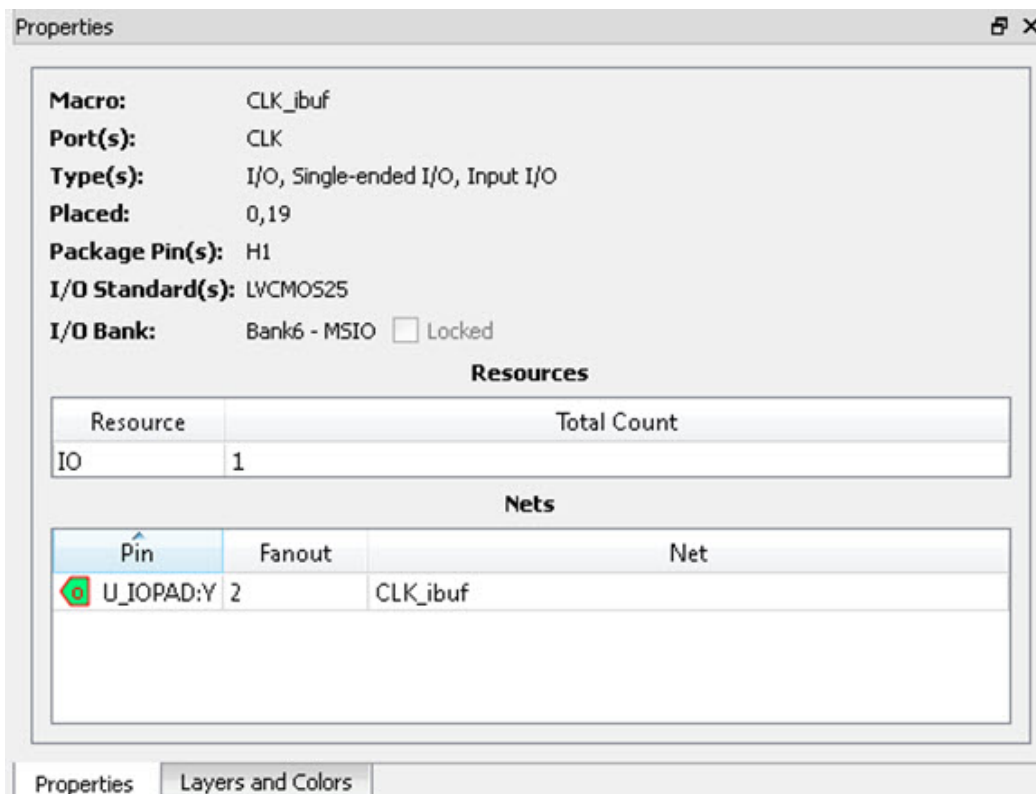 Properties
Macro: CLK_ibuf
Port(s): CLK
Type(s): I/O, Single-ended I/O, Input I/O
Placed: 0,19
Package Pin(s): H1
I/O Standard(s): LVCMOS25
I/O Bank: Bank6 - MSIO Locked
Resources
Resource Total Count
IO 1
Nets
Pin Fanout Net
O U_IOPAD:Y 2 CLK_ibuf
Properties Layers and Colors